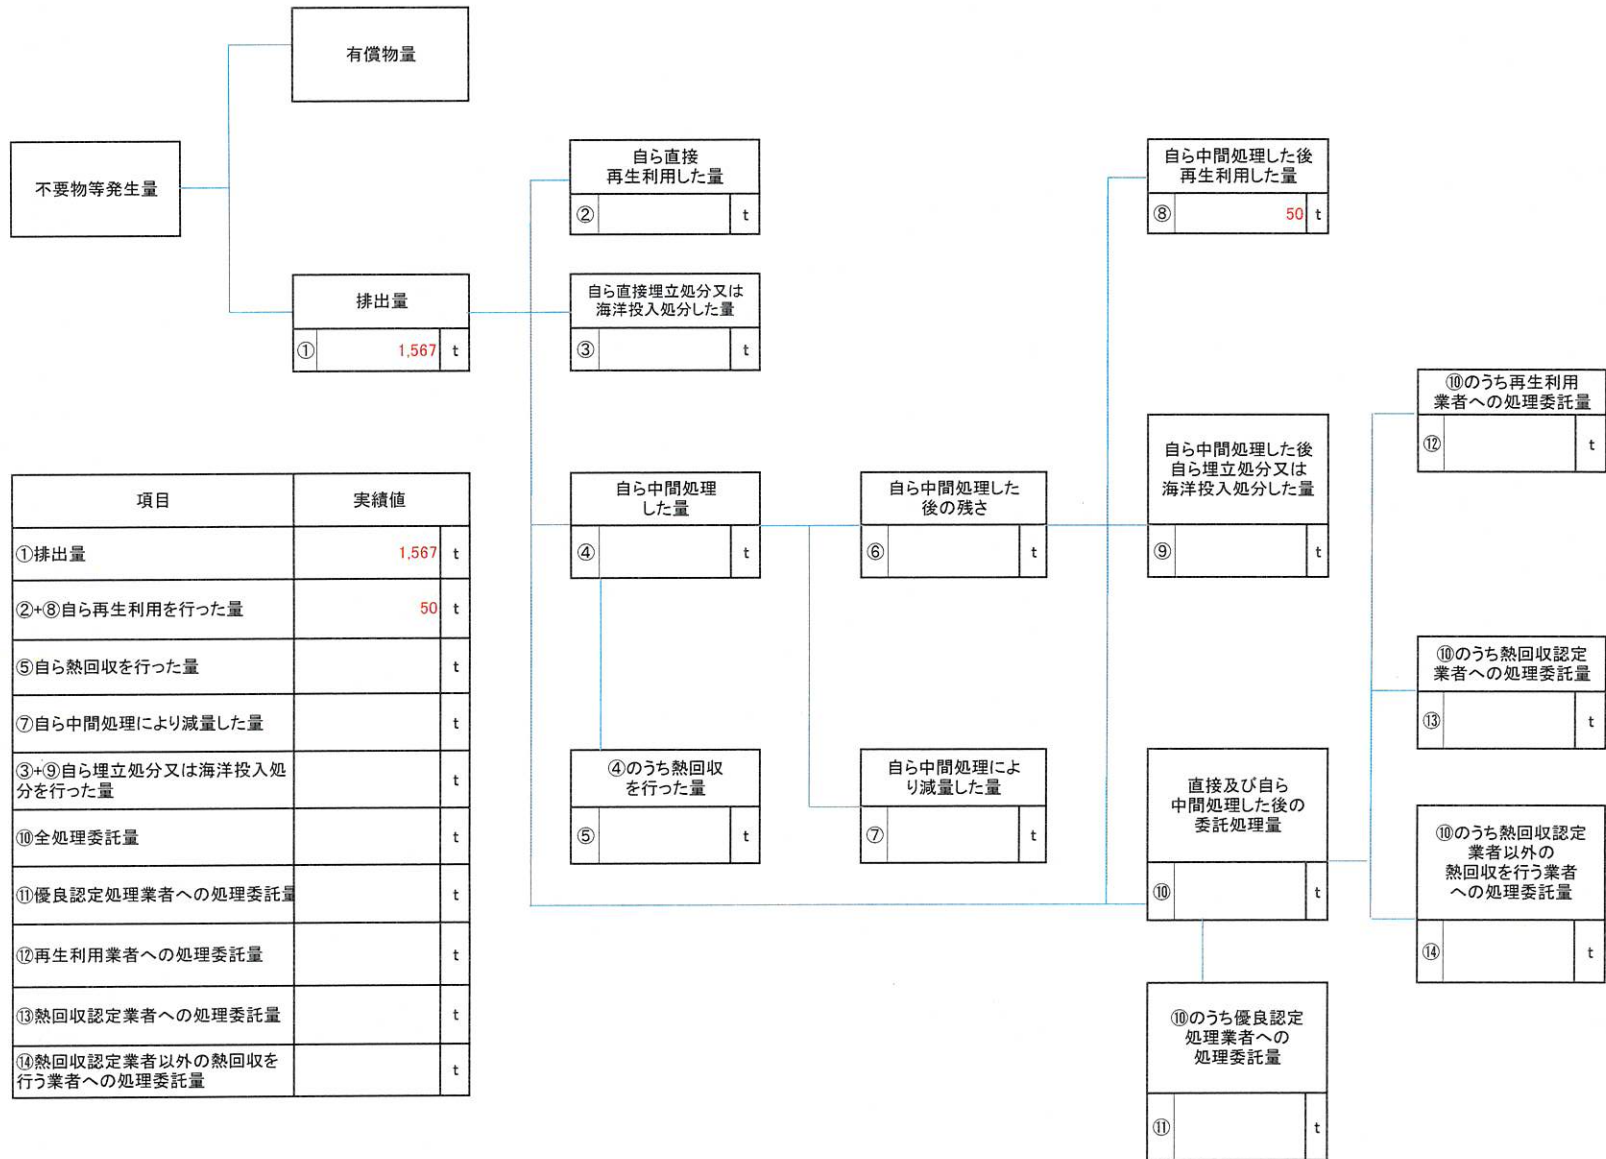 有償物量
不要物等発生量
排出量
① 1,567 t
自ら直接
再生利用した量
② t
自ら直接埋立処分又は
海洋投入処分した量
③ t
自ら中間処理
した量
④ t
④のうち熱回収
を行った量
⑤ t
自ら中間処理した
後の残さ
⑥ t
自ら中間処理によ
り減量した量
⑦ t
自ら中間処理した後
再生利用した量
⑧ 50 t
自ら中間処理した後
自ら埋立処分又は
海洋投入処分した量
⑨ t
直接及び自ら
中間処理した後の
委託処理量
⑩ t
⑩のうち優良認定
処理業者への
処理委託量
⑪ t
⑩のうち再生利用
業者への処理委託量
⑫ t
⑩のうち熱回収認定
業者への処理委託量
⑬ t
⑩のうち熱回収認定
業者以外の
熱回収を行う業者
への処理委託量
⑭ t
項目 実績値
①排出量 1,567 t
②+⑧自ら再生利用を行った量 50 t
⑤自ら熱回収を行った量 t
⑦自ら中間処理により減量した量 t
③+⑨自ら埋立処分又は海洋投入処
分を行った量 t
⑩全処理委託量 t
⑪優良認定処理業者への処理委託量 t
⑫再生利用業者への処理委託量 t
⑬熱回収認定業者への処理委託量 t
⑭熱回収認定業者以外の熱回収を
行う業者への処理委託量 t